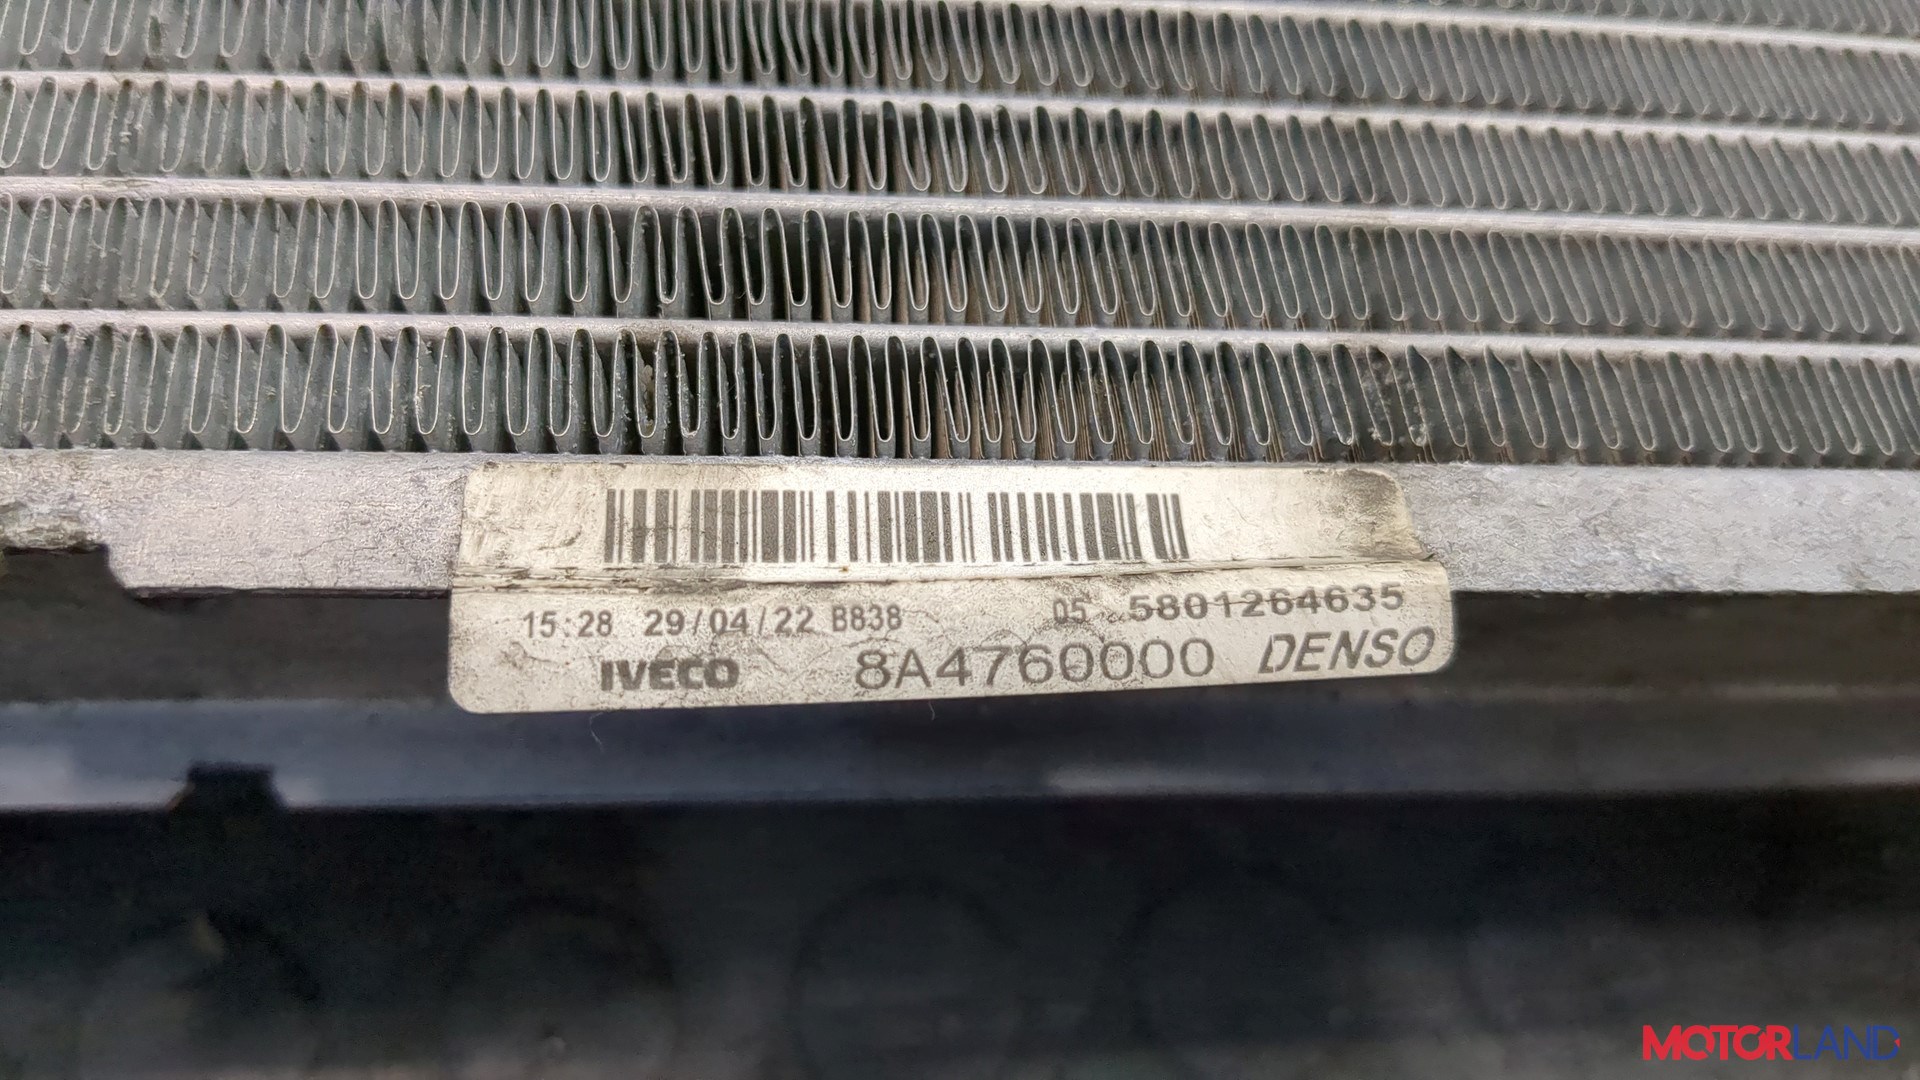 15:28 29/04/22 B838 05 5801264635
IVECO 8A4760000 DENSO
MOTORLAND